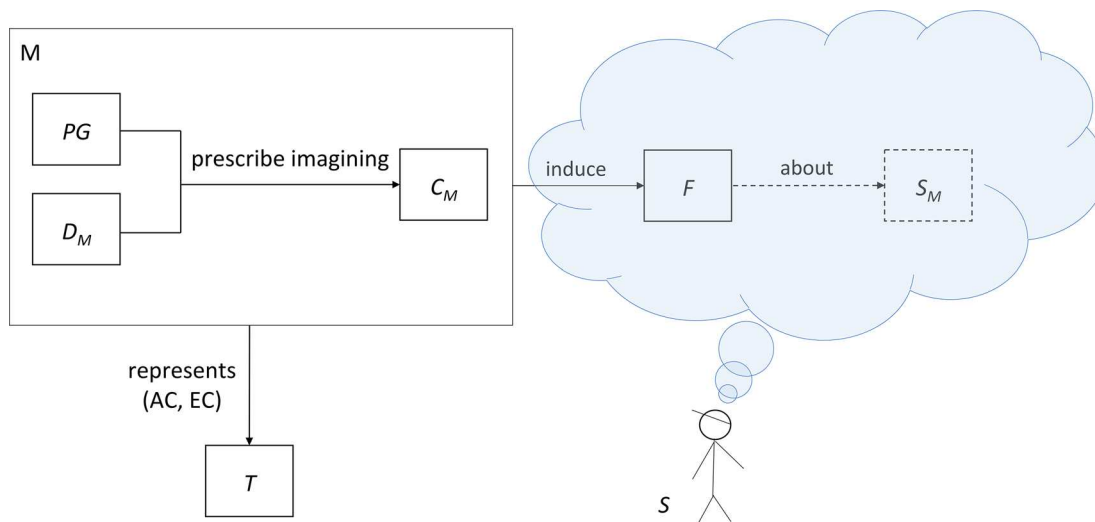 M
PG
prescribe imagining
C_M
D_M
induce
F
about
S_M
represents
(AC, EC)
T
S